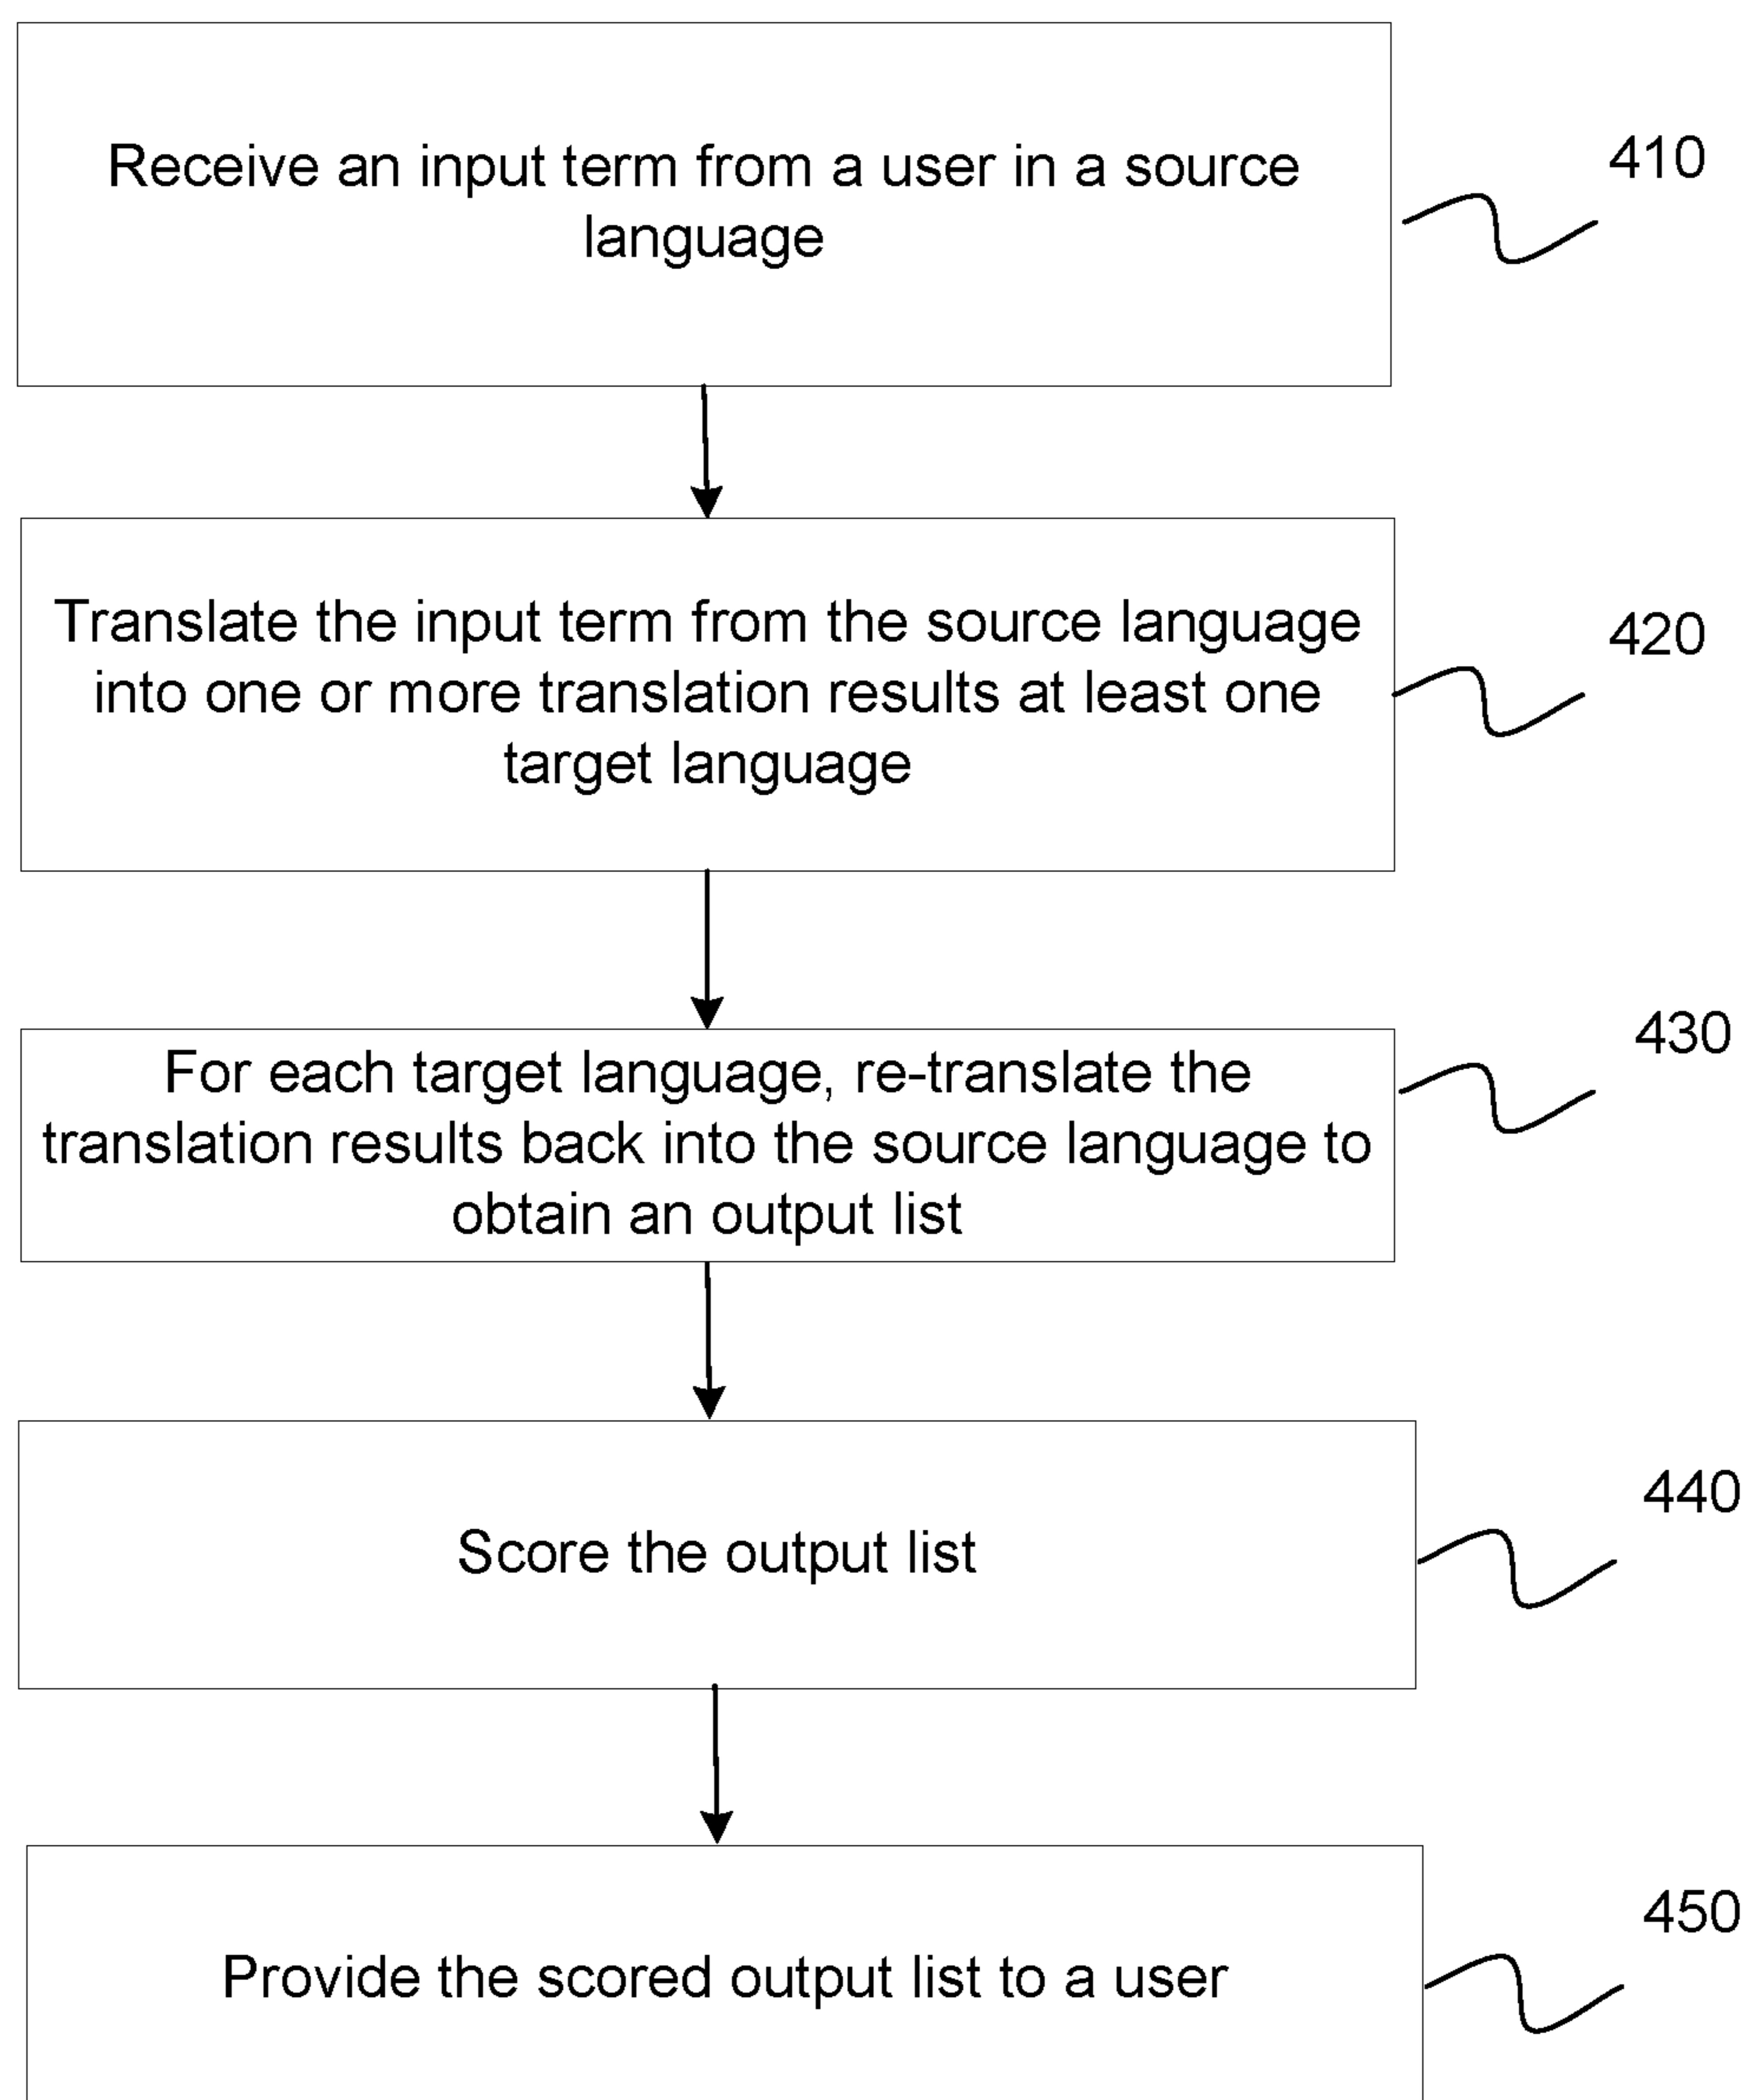 Receive an input term from a user in a source
language
410
Translate the input term from the source language
into one or more translation results at least one
target language
420
For each target language, re-translate the
translation results back into the source language to
obtain an output list
430
Score the output list
440
Provide the scored output list to a user
450